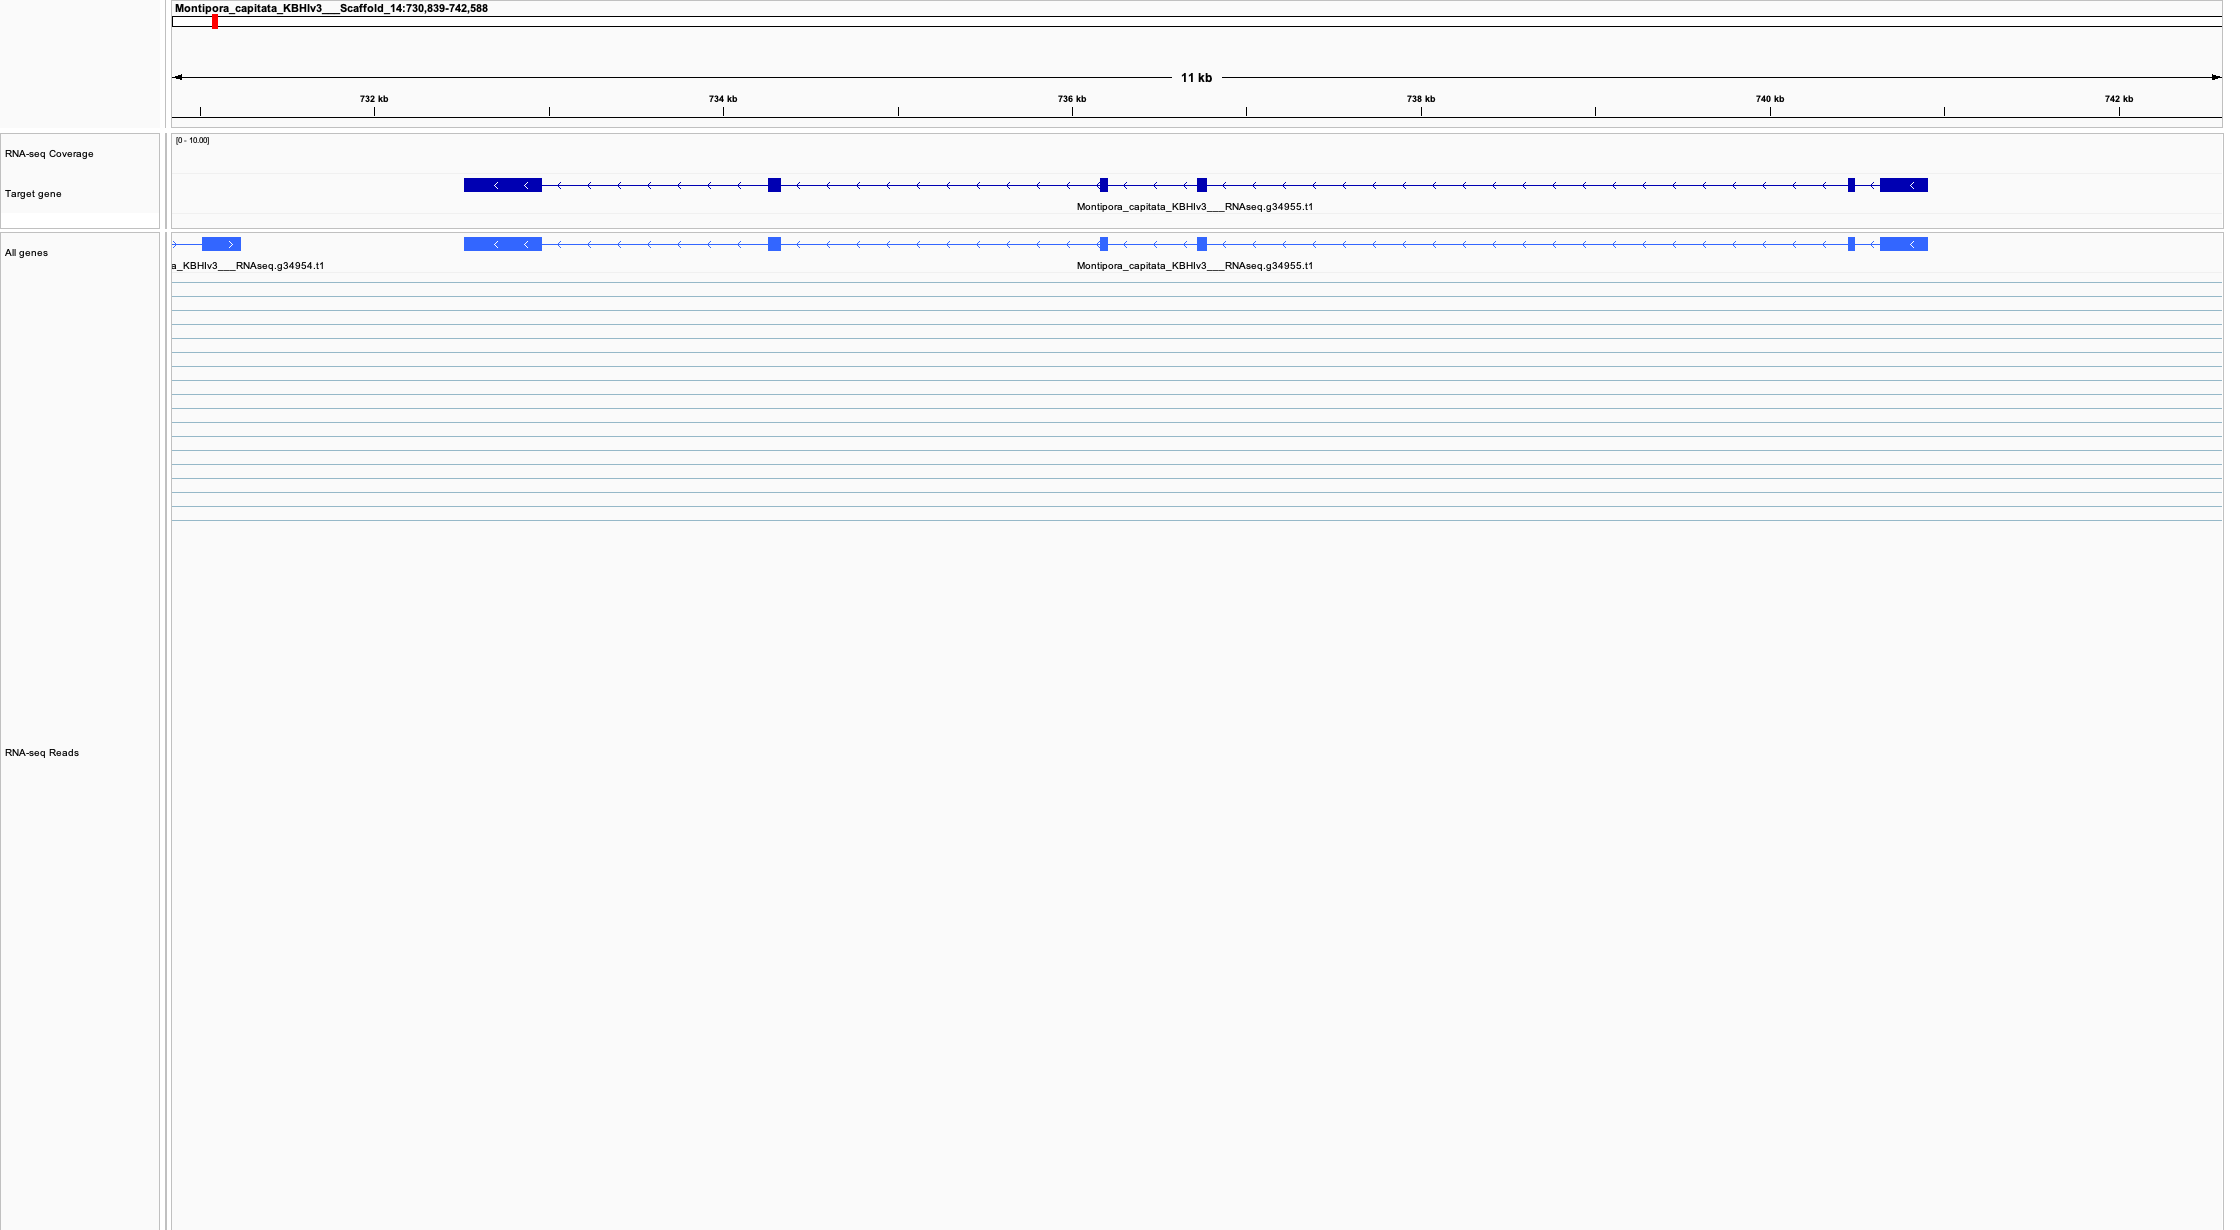 Montipora_capitata_KBHIv3___Scaffold_14:730,839-742,588
11 kb
732 kb 734 kb 736 kb 738 kb 740 kb 742 kb
[0 - 10.00]
RNA-seq Coverage
Target gene
Montipora_capitata_KBHIv3___RNAseq.g34955.t1
All genes
a_KBHIv3___RNAseq.g34954.t1 Montipora_capitata_KBHIv3___RNAseq.g34955.t1
RNA-seq Reads